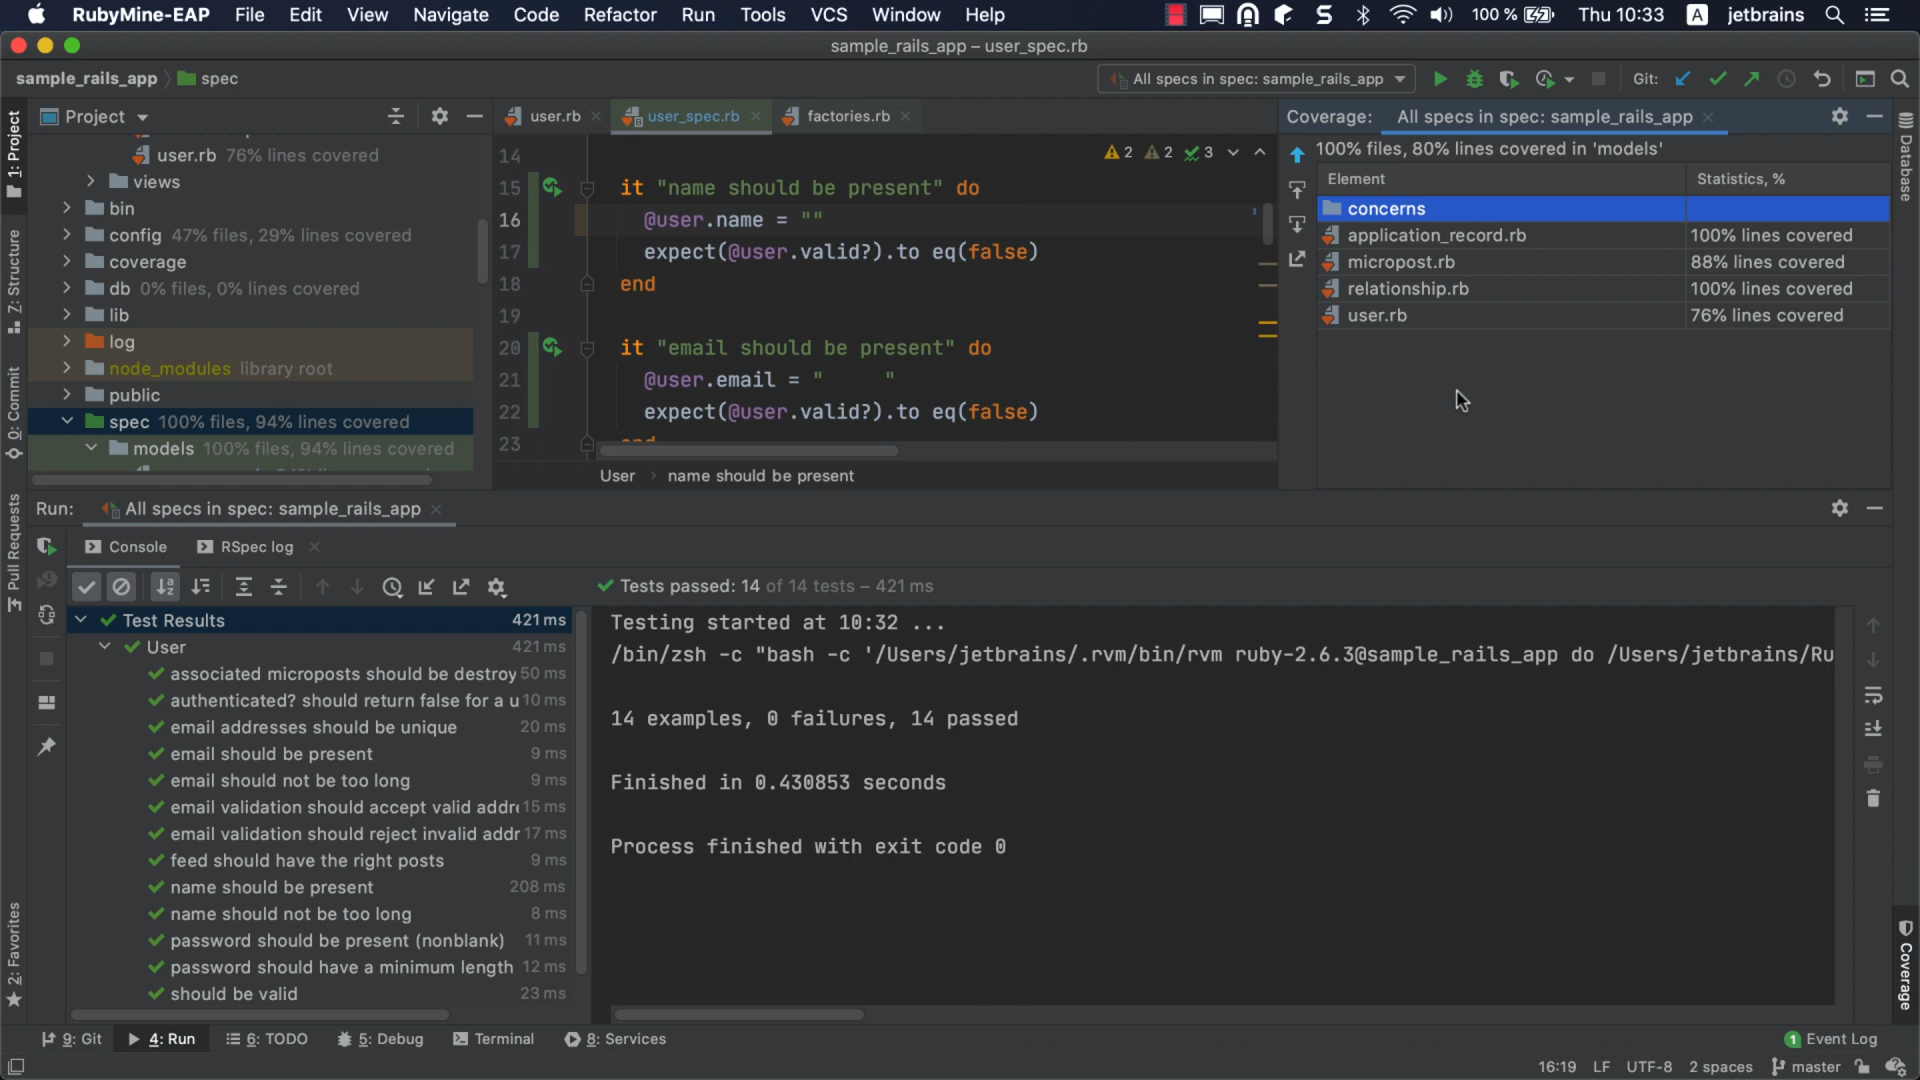 RubyMine-EAP File Edit View Navigate Code Refactor Run Tools VCS Window Help 100 % Thu 10:33 A jetbrains
sample_rails_app – user_spec.rb
sample_rails_app spec
All specs in spec: sample_rails_app
Git:
1: Project
Z: Structure
0: Commit
Pull Requests
2: Favorites
Project
user.rb 76% lines covered
views
bin
config 47% files, 29% lines covered
coverage
db 0% files, 0% lines covered
lib
log
node_modules library root
public
spec 100% files, 94% lines covered
models 100% files, 94% lines covered
user.rb user_spec.rb factories.rb
2 2 3
14
15 it "name should be present" do
16 @user.name = ""
17 expect(@user.valid?).to eq(false)
18 end
19
20 it "email should be present" do
21 @user.email = "     "
22 expect(@user.valid?).to eq(false)
23
User name should be present
Coverage: All specs in spec: sample_rails_app
100% files, 80% lines covered in 'models'
Element Statistics, %
concerns
application_record.rb 100% lines covered
micropost.rb 88% lines covered
relationship.rb 100% lines covered
user.rb 76% lines covered
Database
Coverage
Run: All specs in spec: sample_rails_app
Console RSpec log
Tests passed: 14 of 14 tests – 421 ms
Test Results 421 ms
User 421 ms
associated microposts should be destroy 50 ms
authenticated? should return false for a u 10 ms
email addresses should be unique 20 ms
email should be present 9 ms
email should not be too long 9 ms
email validation should accept valid addre 15 ms
email validation should reject invalid addr 17 ms
feed should have the right posts 9 ms
name should be present 208 ms
name should not be too long 8 ms
password should be present (nonblank) 11 ms
password should have a minimum length 12 ms
should be valid 23 ms
Testing started at 10:32 ...
/bin/zsh -c "bash -c '/Users/jetbrains/.rvm/bin/rvm ruby-2.6.3@sample_rails_app do /Users/jetbrains/Ru
14 examples, 0 failures, 14 passed
Finished in 0.430853 seconds
Process finished with exit code 0
9: Git 4: Run 6: TODO 5: Debug Terminal 8: Services 1 Event Log
16:19 LF UTF-8 2 spaces master